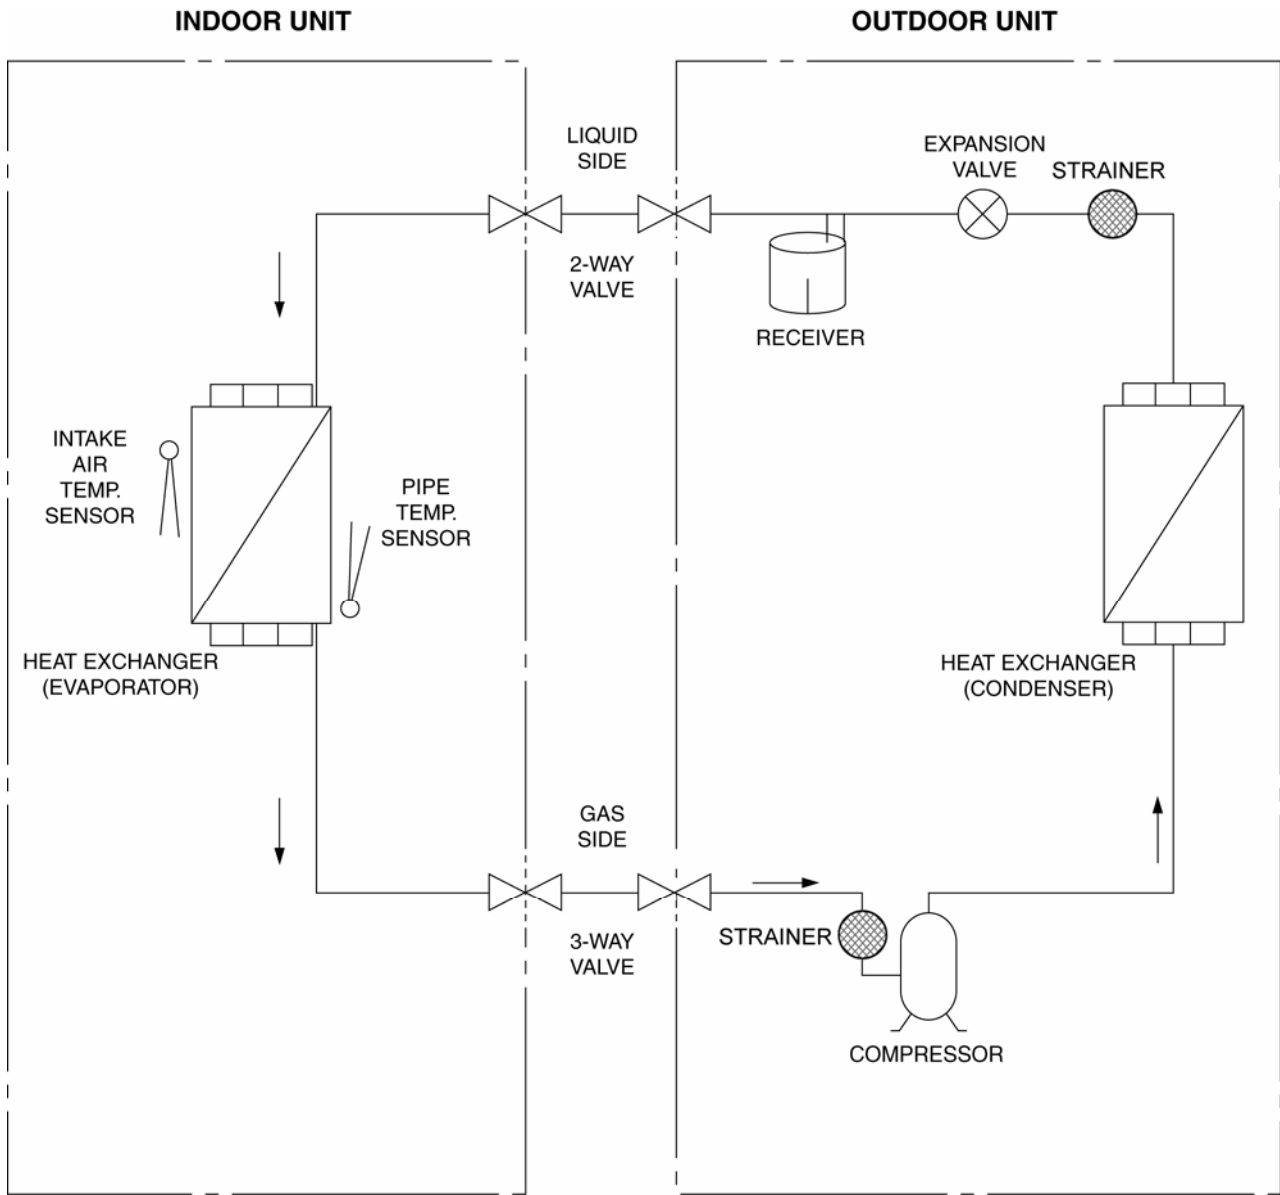 INDOOR UNIT
OUTDOOR UNIT
LIQUID
SIDE
EXPANSION
VALVE
STRAINER
2-WAY
VALVE
RECEIVER
INTAKE
AIR
TEMP.
SENSOR
PIPE
TEMP.
SENSOR
HEAT EXCHANGER
(EVAPORATOR)
HEAT EXCHANGER
(CONDENSER)
GAS
SIDE
STRAINER
3-WAY
VALVE
COMPRESSOR